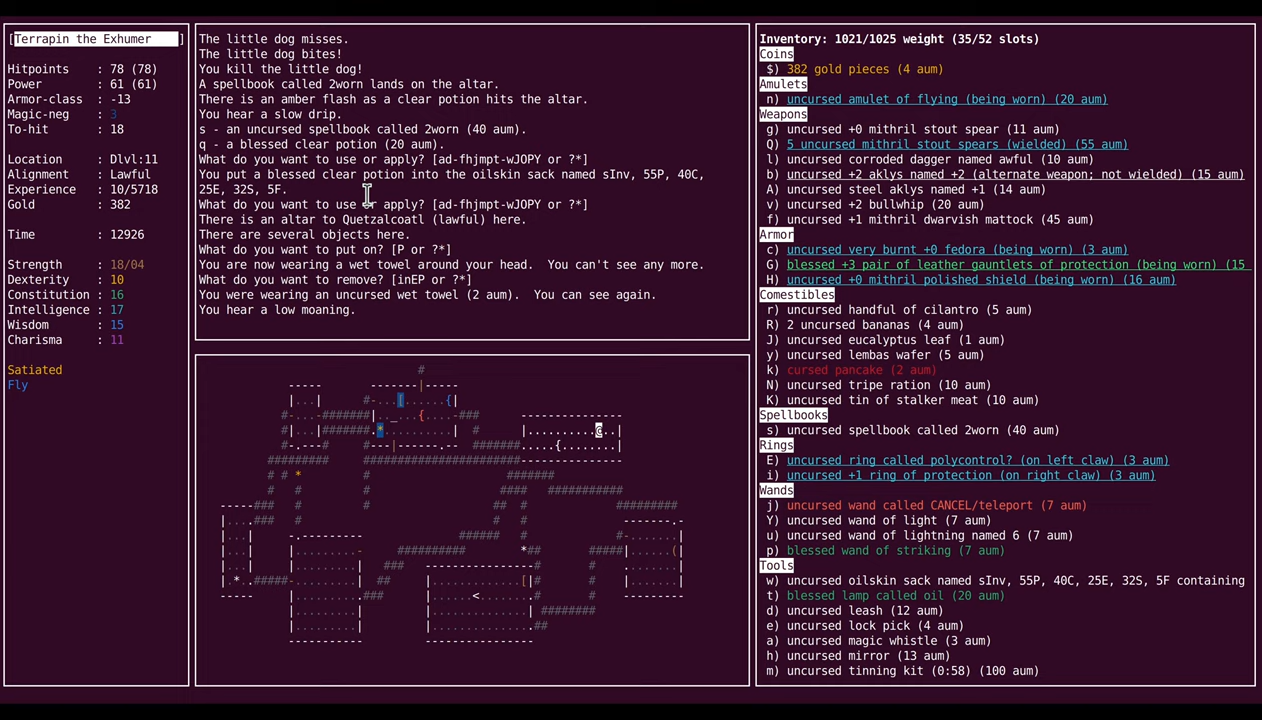 [Terrapin the Exhumer ]
Hitpoints : 78 (78)
Power : 61 (61)
Armor-class : -13
Magic-neg : 3
To-hit : 18
Location : Dlvl:11
Alignment : Lawful
Experience : 10/5718
Gold : 382
Time : 12926
Strength : 18/04
Dexterity : 10
Constitution : 16
Intelligence : 17
Wisdom : 15
Charisma : 11
Satiated
Fly
The little dog misses.
The little dog bites!
You kill the little dog!
A spellbook called 2worn lands on the altar.
There is an amber flash as a clear potion hits the altar.
You hear a slow drip.
s - an uncursed spellbook called 2worn (40 aum).
q - a blessed clear potion (20 aum).
What do you want to use or apply? [ad-fhjmpt-wJOPY or ?*]
You put a blessed clear potion into the oilskin sack named sInv, 55P, 40C,
25E, 32S, 5F.
What do you want to use or apply? [ad-fhjmpt-wJOPY or ?*]
There is an altar to Quetzalcoatl (lawful) here.
There are several objects here.
What do you want to put on? [P or ?*]
You are now wearing a wet towel around your head.  You can't see any more.
What do you want to remove? [inEP or ?*]
You were wearing an uncursed wet towel (2 aum).  You can see again.
You hear a low moaning.
Inventory: 1021/1025 weight (35/52 slots)
Coins
$) 382 gold pieces (4 aum)
Amulets
n) uncursed amulet of flying (being worn) (20 aum)
Weapons
g) uncursed +0 mithril stout spear (11 aum)
Q) 5 uncursed mithril stout spears (wielded) (55 aum)
l) uncursed corroded dagger named awful (10 aum)
b) uncursed +2 aklys named +2 (alternate weapon; not wielded) (15 aum)
A) uncursed steel aklys named +1 (14 aum)
v) uncursed +2 bullwhip (20 aum)
f) uncursed +1 mithril dwarvish mattock (45 aum)
Armor
c) uncursed very burnt +0 fedora (being worn) (3 aum)
G) blessed +3 pair of leather gauntlets of protection (being worn) (15
H) uncursed +0 mithril polished shield (being worn) (16 aum)
Comestibles
r) uncursed handful of cilantro (5 aum)
R) 2 uncursed bananas (4 aum)
J) uncursed eucalyptus leaf (1 aum)
y) uncursed lembas wafer (5 aum)
k) cursed pancake (2 aum)
N) uncursed tripe ration (10 aum)
K) uncursed tin of stalker meat (10 aum)
Spellbooks
s) uncursed spellbook called 2worn (40 aum)
Rings
E) uncursed ring called polycontrol? (on left claw) (3 aum)
i) uncursed +1 ring of protection (on right claw) (3 aum)
Wands
j) uncursed wand called CANCEL/teleport (7 aum)
Y) uncursed wand of light (7 aum)
u) uncursed wand of lightning named 6 (7 aum)
p) blessed wand of striking (7 aum)
Tools
w) uncursed oilskin sack named sInv, 55P, 40C, 25E, 32S, 5F containing
t) blessed lamp called oil (20 aum)
d) uncursed leash (12 aum)
e) uncursed lock pick (4 aum)
a) uncursed magic whistle (3 aum)
h) uncursed mirror (13 aum)
m) uncursed tinning kit (0:58) (100 aum)